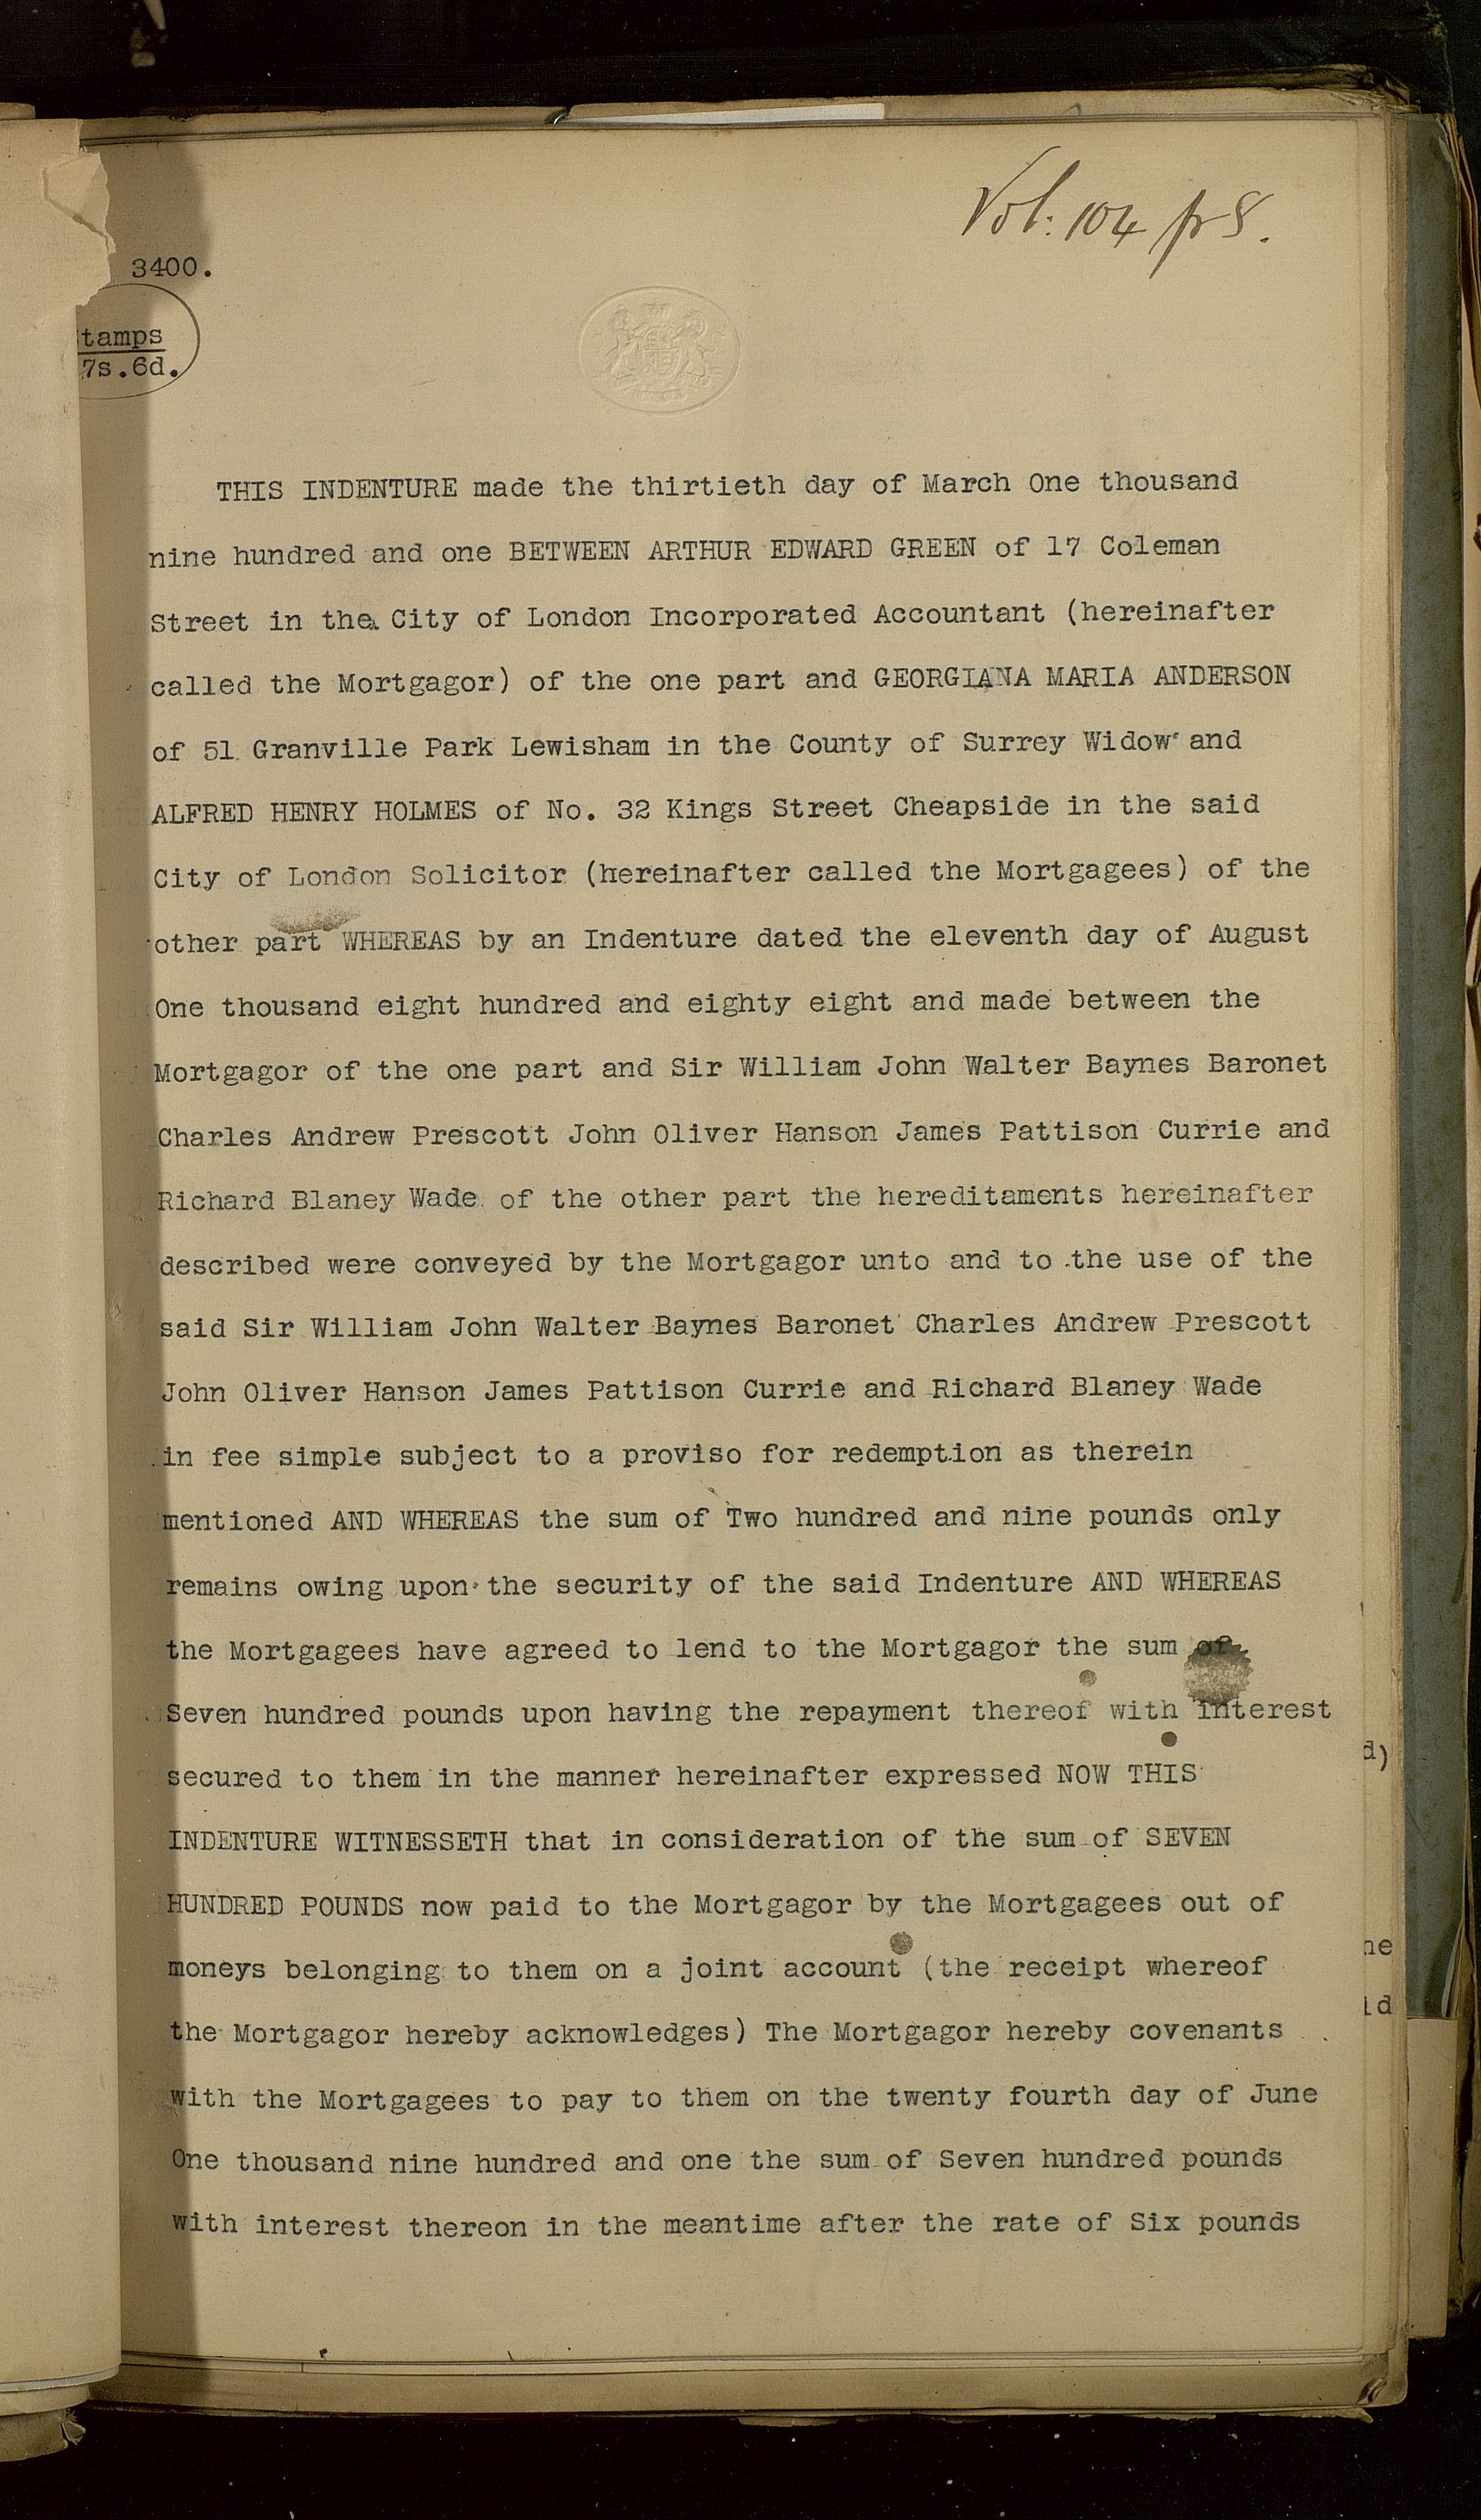 Vol: 104 p 8.
3400.
tamps
7s.6d.
THIS INDENTURE made the thirtieth day of March One thousand
nine hundred and one BETWEEN ARTHUR EDWARD GREEN of 17 Coleman
Street in the City of London Incorporated Accountant (hereinafter
called the Mortgagor) of the one part and GEORGIANA MARIA ANDERSON
of 51 Granville Park Lewisham in the County of Surrey Widow and
ALFRED HENRY HOLMES of No. 32 Kings Street Cheapside in the said
City of London Solicitor (hereinafter called the Mortgagees) of the
other part WHEREAS by an Indenture dated the eleventh day of August
One thousand eight hundred and eighty eight and made between the
Mortgagor of the one part and Sir William John Walter Baynes Baronet
Charles Andrew Prescott John Oliver Hanson James Pattison Currie and
Richard Blaney Wade of the other part the hereditaments hereinafter
described were conveyed by the Mortgagor unto and to the use of the
said Sir William John Walter Baynes Baronet Charles Andrew Prescott
John Oliver Hanson James Pattison Currie and Richard Blaney Wade
in fee simple subject to a proviso for redemption as therein
mentioned AND WHEREAS the sum of Two hundred and nine pounds only
remains owing upon the security of the said Indenture AND WHEREAS
the Mortgagees have agreed to lend to the Mortgagor the sum of
Seven hundred pounds upon having the repayment thereof with interest
secured to them in the manner hereinafter expressed NOW THIS
INDENTURE WITNESSETH that in consideration of the sum of SEVEN
HUNDRED POUNDS now paid to the Mortgagor by the Mortgagees out of
moneys belonging to them on a joint account (the receipt whereof
the Mortgagor hereby acknowledges) The Mortgagor hereby covenants
with the Mortgagees to pay to them on the twenty fourth day of June
One thousand nine hundred and one the sum of Seven hundred pounds
with interest thereon in the meantime after the rate of Six pounds